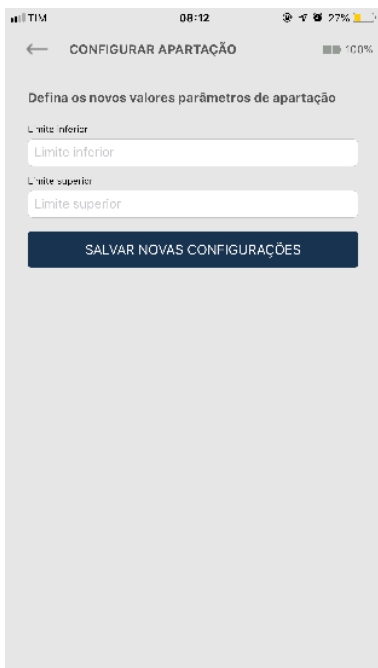 TIM 08:12 27%
CONFIGURAR APARTAÇÃO 100%
Defina os novos valores parâmetros de apartação
Limite inferior
Limite inferior
Limite superior
Limite superior
SALVAR NOVAS CONFIGURAÇÕES